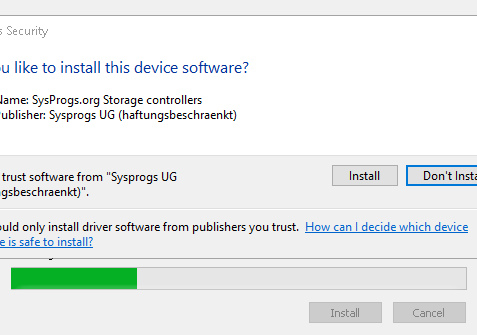 s Security
u like to install this device software?
Name: SysProgs.org Storage controllers
Publisher: Sysprogs UG (haftungsbeschraenkt)
trust software from "Sysprogs UG
ngsbeschraenkt)".
Install
Don't Insta
ould only install driver software from publishers you trust. How can I decide which device
e is safe to install?
Install
Cancel